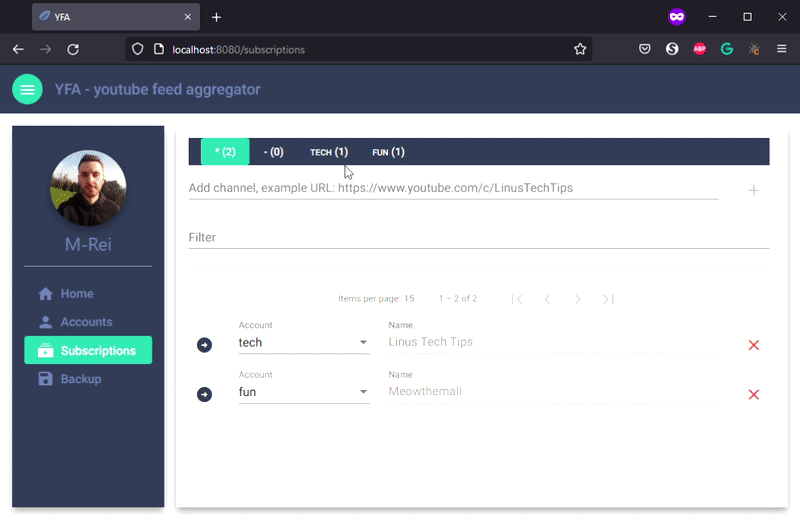 YFA
localhost:8080/subscriptions
ABP
YFA - youtube feed aggregator
* (2) - (0) TECH (1) FUN (1)
Add channel, example URL: https://www.youtube.com/c/LinusTechTips
Filter
M-Rei
Home
Accounts
Subscriptions
Backup
Items per page: 15 1 – 2 of 2
Account Name
tech Linus Tech Tips
Account Name
fun Meowthemall